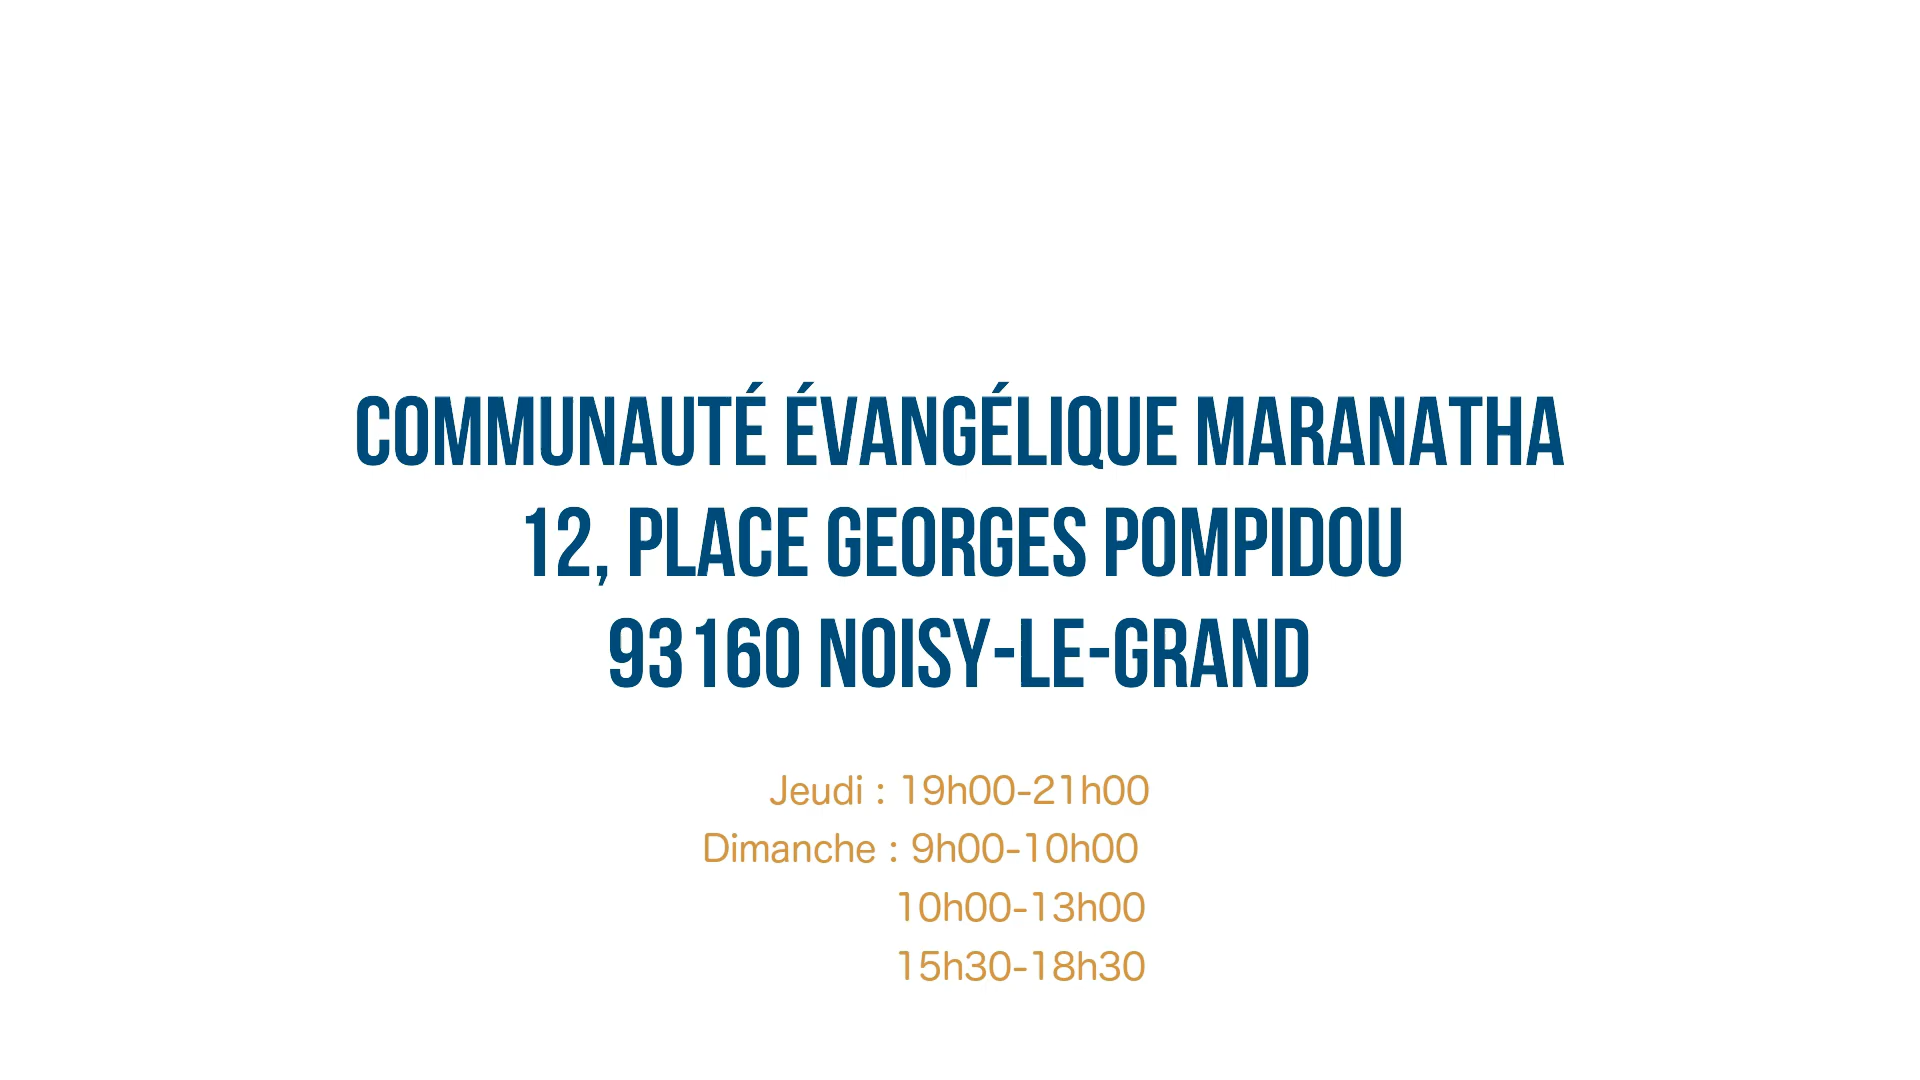 COMMUNAUTÉ ÉVANGÉLIQUE MARANATHA
12, PLACE GEORGES POMPIDOU
93160 NOISY-LE-GRAND
Jeudi : 19h00-21h00
Dimanche : 9h00-10h00
10h00-13h00
15h30-18h30